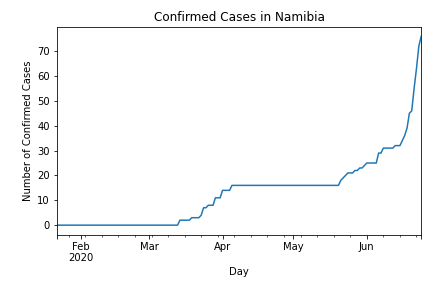 Confirmed Cases in Namibia
Number of Confirmed Cases
70
60
50
40
30
20
10
0
Feb
2020
Mar
Apr
May
Jun
Day